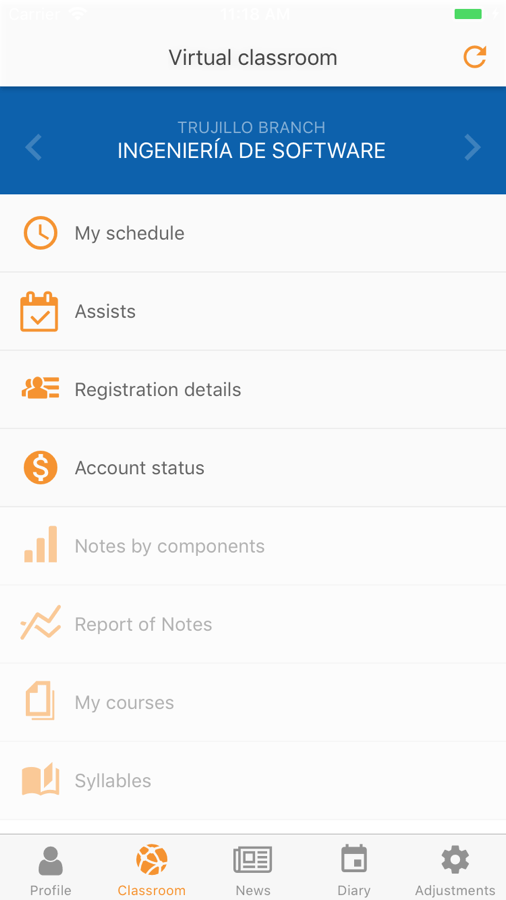 Carrier 11:18 AM
Virtual classroom
TRUJILLO BRANCH
INGENIERÍA DE SOFTWARE
My schedule
Assists
Registration details
Account status
Notes by components
Report of Notes
My courses
Syllables
Profile Classroom News Diary Adjustments